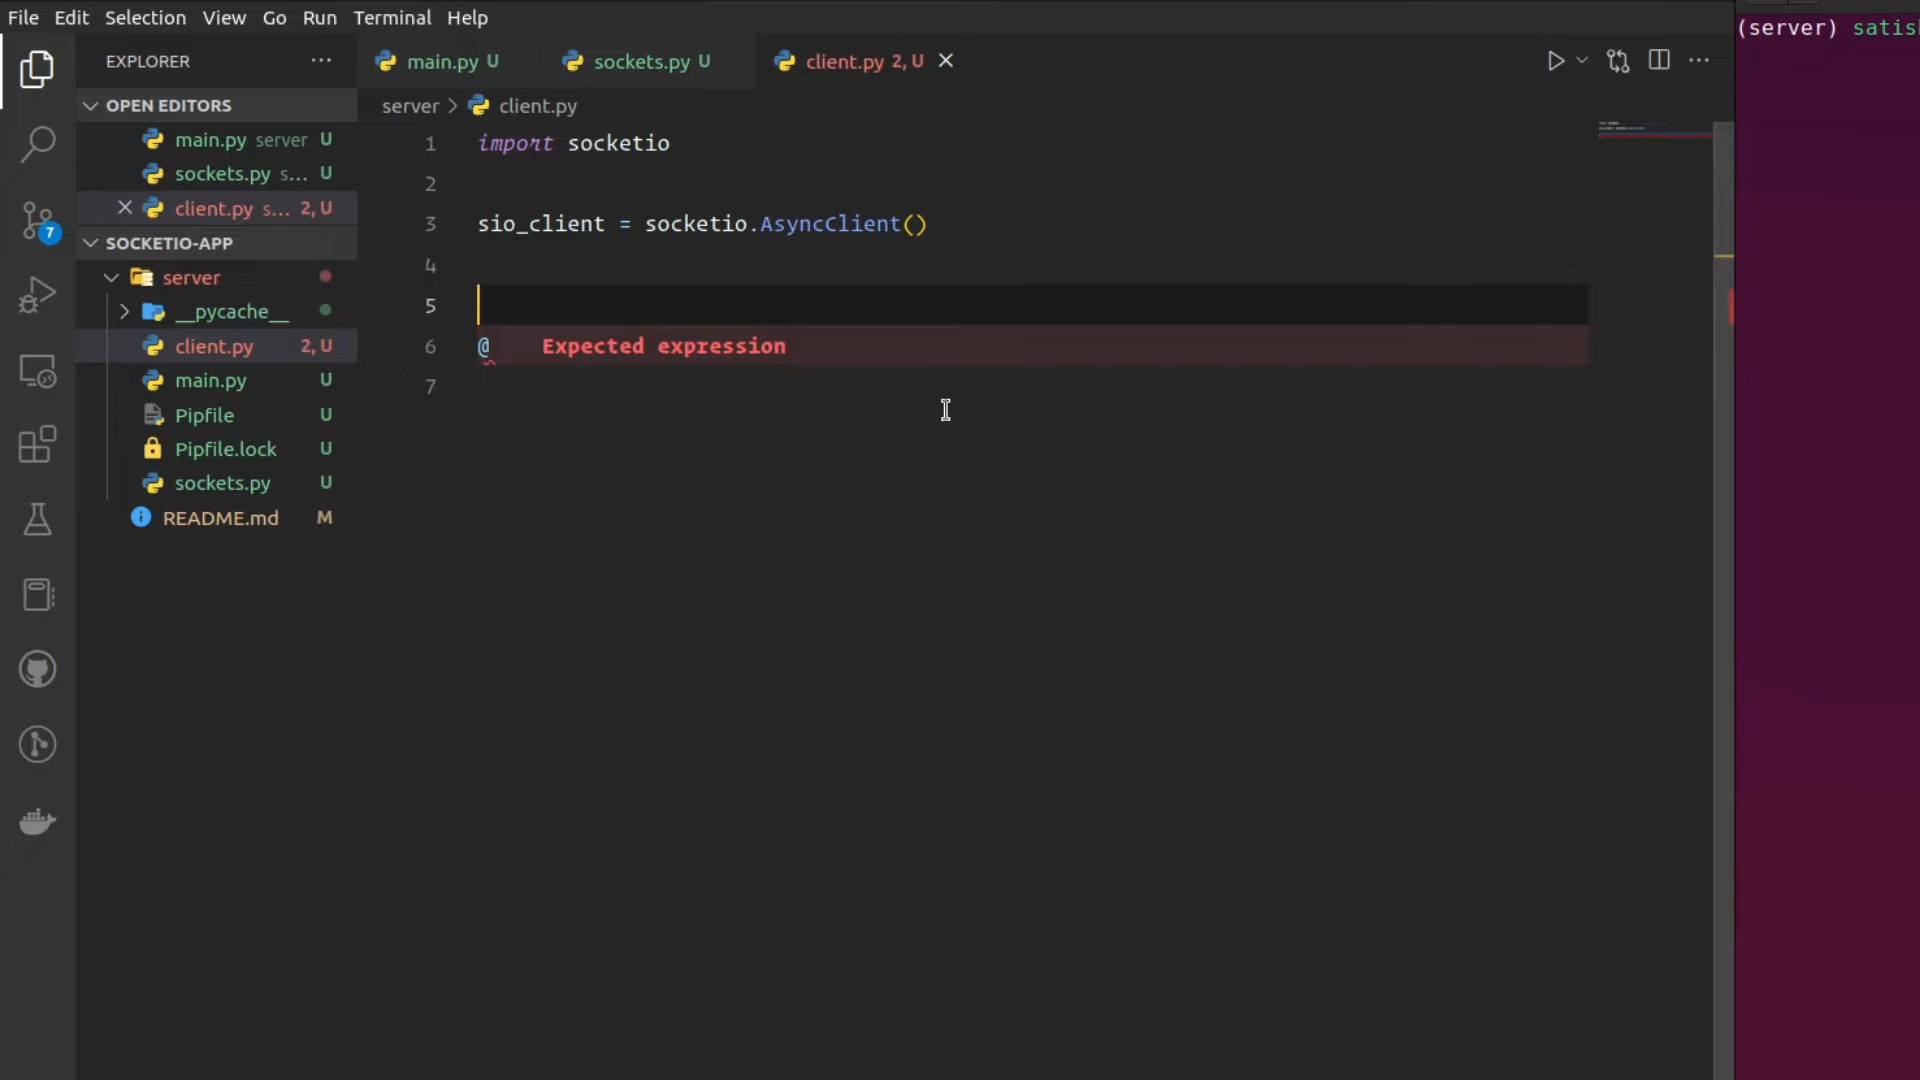 File Edit Selection View Go Run Terminal Help
(server) satis
EXPLORER ...
main.py U sockets.py U client.py 2, U
OPEN EDITORS
main.py server U
sockets.py s... U
client.py s... 2, U
SOCKETIO-APP
server
__pycache__
client.py 2, U
main.py U
Pipfile U
Pipfile.lock U
sockets.py U
README.md M
7
server > client.py
1 import socketio
2
3 sio_client = socketio.AsyncClient()
4
5
6 @ Expected expression
7